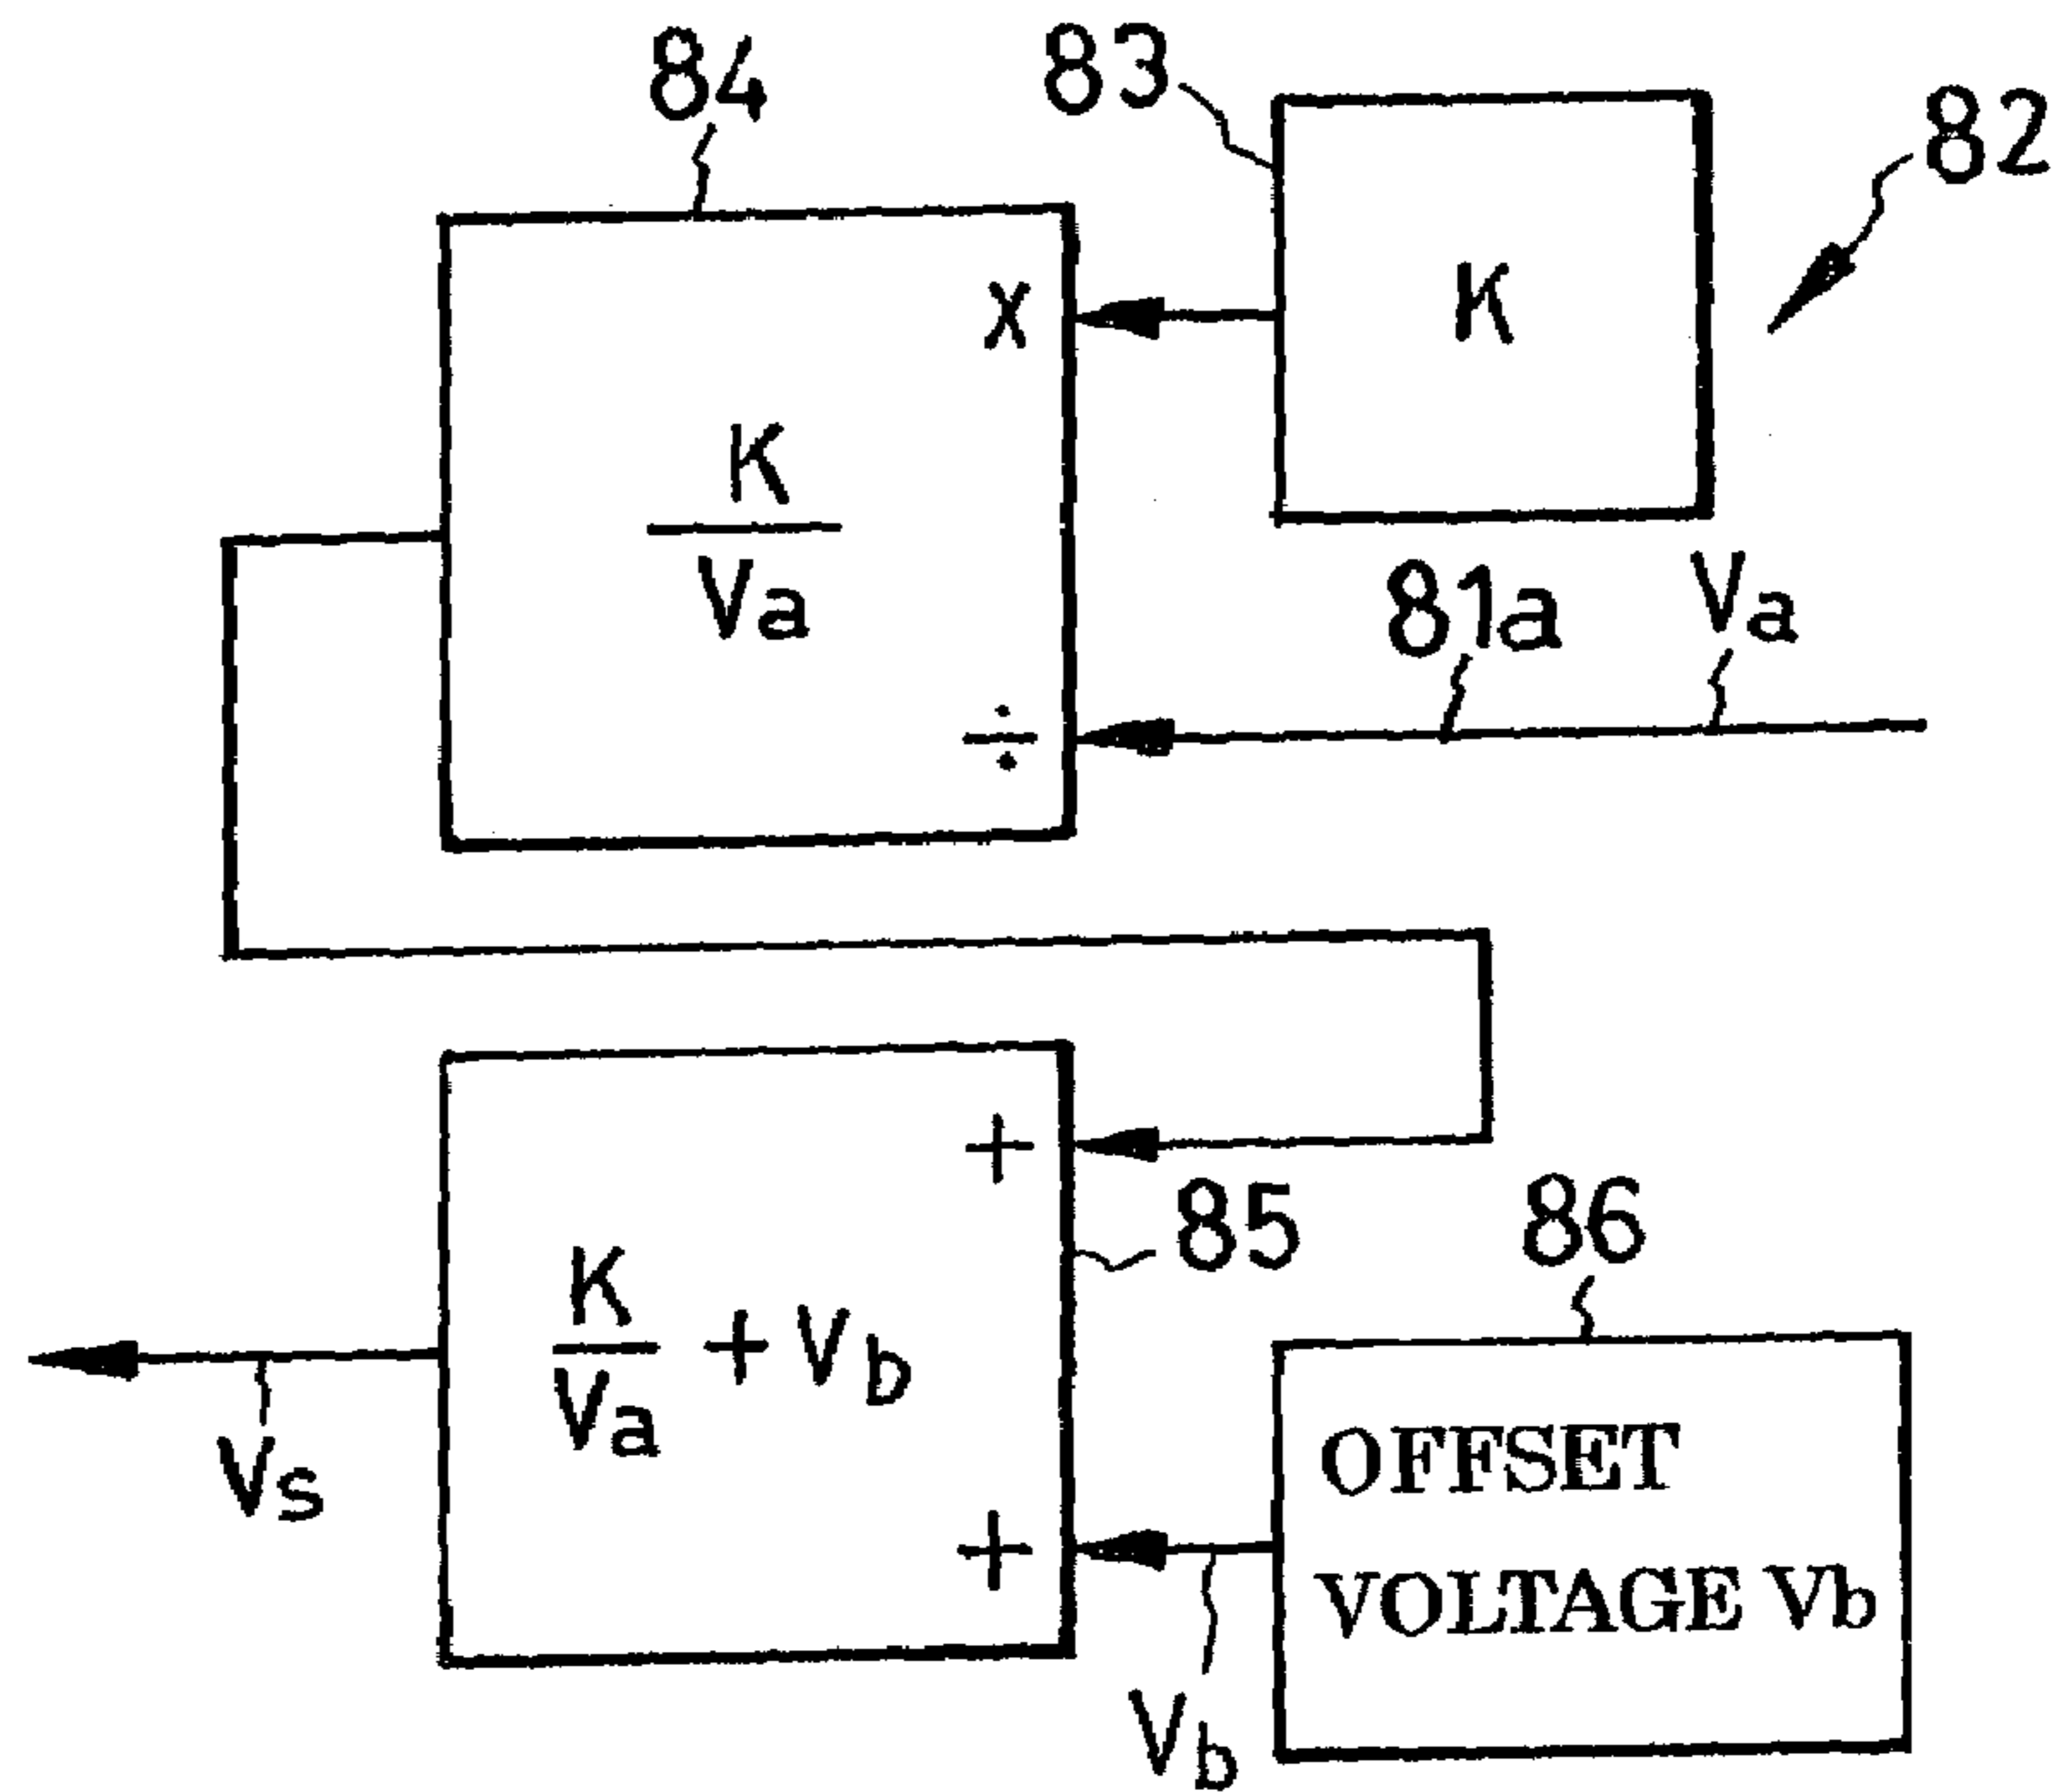 84
83
82
X
K
K
Va
81a
Va
÷
+
85
86
K
Va
+ Vb
Vs
OFFSET
VOLTAGE Vb
+
Vb